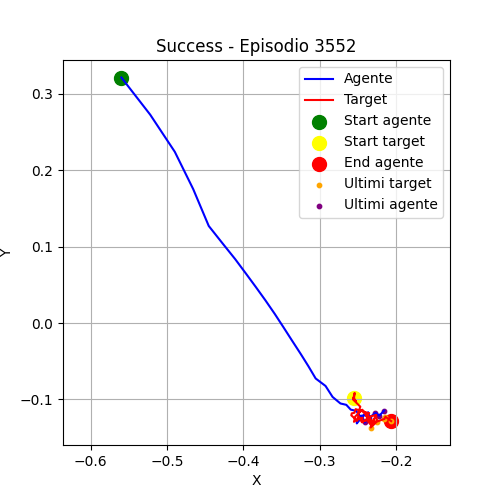 Success - Episodio 3552
Agente
Target
Start agente
Start target
End agente
Ultimi target
Ultimi agente
0.3
0.2
0.1
0.0
−0.1
Y
−0.6
−0.5
−0.4
−0.3
−0.2
X